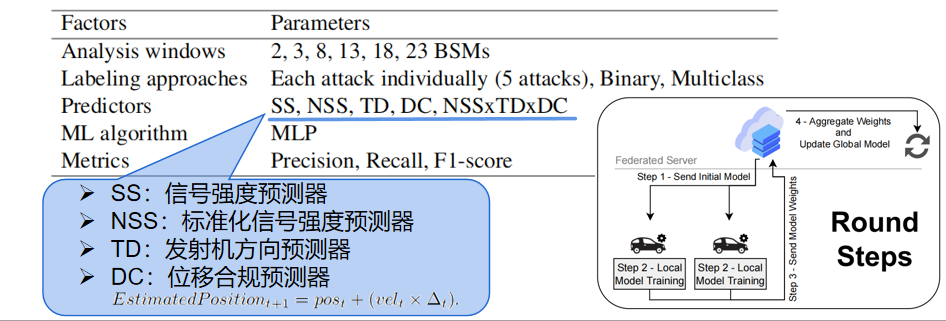 Factors Parameters
Analysis windows 2, 3, 8, 13, 18, 23 BSMs
Labeling approaches Each attack individually (5 attacks), Binary, Multiclass
Predictors SS, NSS, TD, DC, NSSxTDxDC
ML algorithm MLP
Metrics Precision, Recall, F1-score
➢ SS：信号强度预测器
➢ NSS：标准化信号强度预测器
➢ TD：发射机方向预测器
➢ DC：位移合规预测器
EstimatedPosition_{t+1} = pos_t + (vel_t × Δ_t).
4 - Aggregate Weights
and
Update Global Model
Federated Server
Step 1 - Send Initial Model
Step 2 - Local
Model Training
Step 2 - Local
Model Training
Step 3 - Send Model Weights
Round
Steps